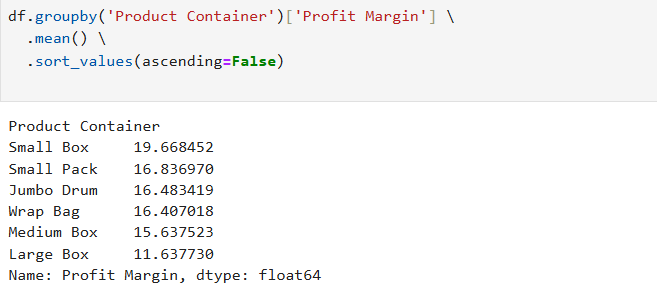 df.groupby('Product Container')['Profit Margin'] \
  .mean() \
  .sort_values(ascending=False)
Product Container
Small Box     19.668452
Small Pack    16.836970
Jumbo Drum    16.483419
Wrap Bag      16.407018
Medium Box    15.637523
Large Box     11.637730
Name: Profit Margin, dtype: float64